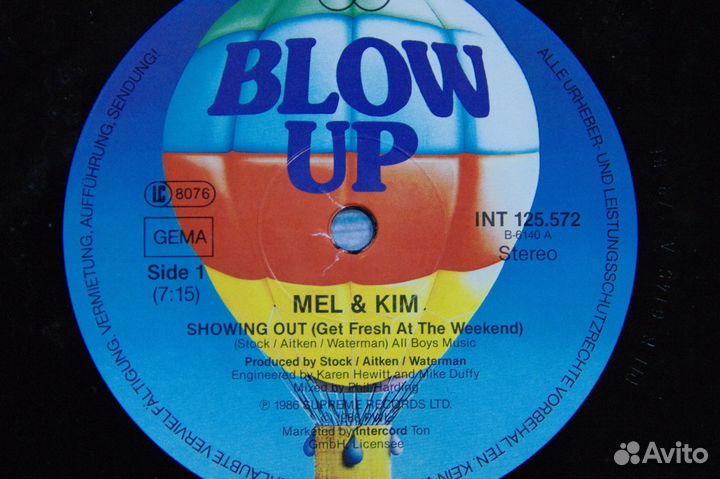 BLOW
UP
LC 8076
GEMA
Side 1
(7:15)
INT 125.572
B-6140 A
Stereo
MEL & KIM
SHOWING OUT (Get Fresh At The Weekend)
(Stock / Aitken / Waterman) All Boys Music
Produced by Stock / Aitken / Waterman
Engineered by Karen Hewitt and Mike Duffy
Mixed by Phil Harding
℗ 1986 SUPREME RECORDS LTD.
© 1986 PWL
Marketed by Intercord Ton
GmbH, Licensee
ALLE URHEBER- UND LEISTUNGSSCHUTZRECHTE VORBEHALTEN. KEIN
VERVIELFÄLTIGUNG, VERMIETUNG, AUFFÜHRUNG, SENDUNG!
Avito